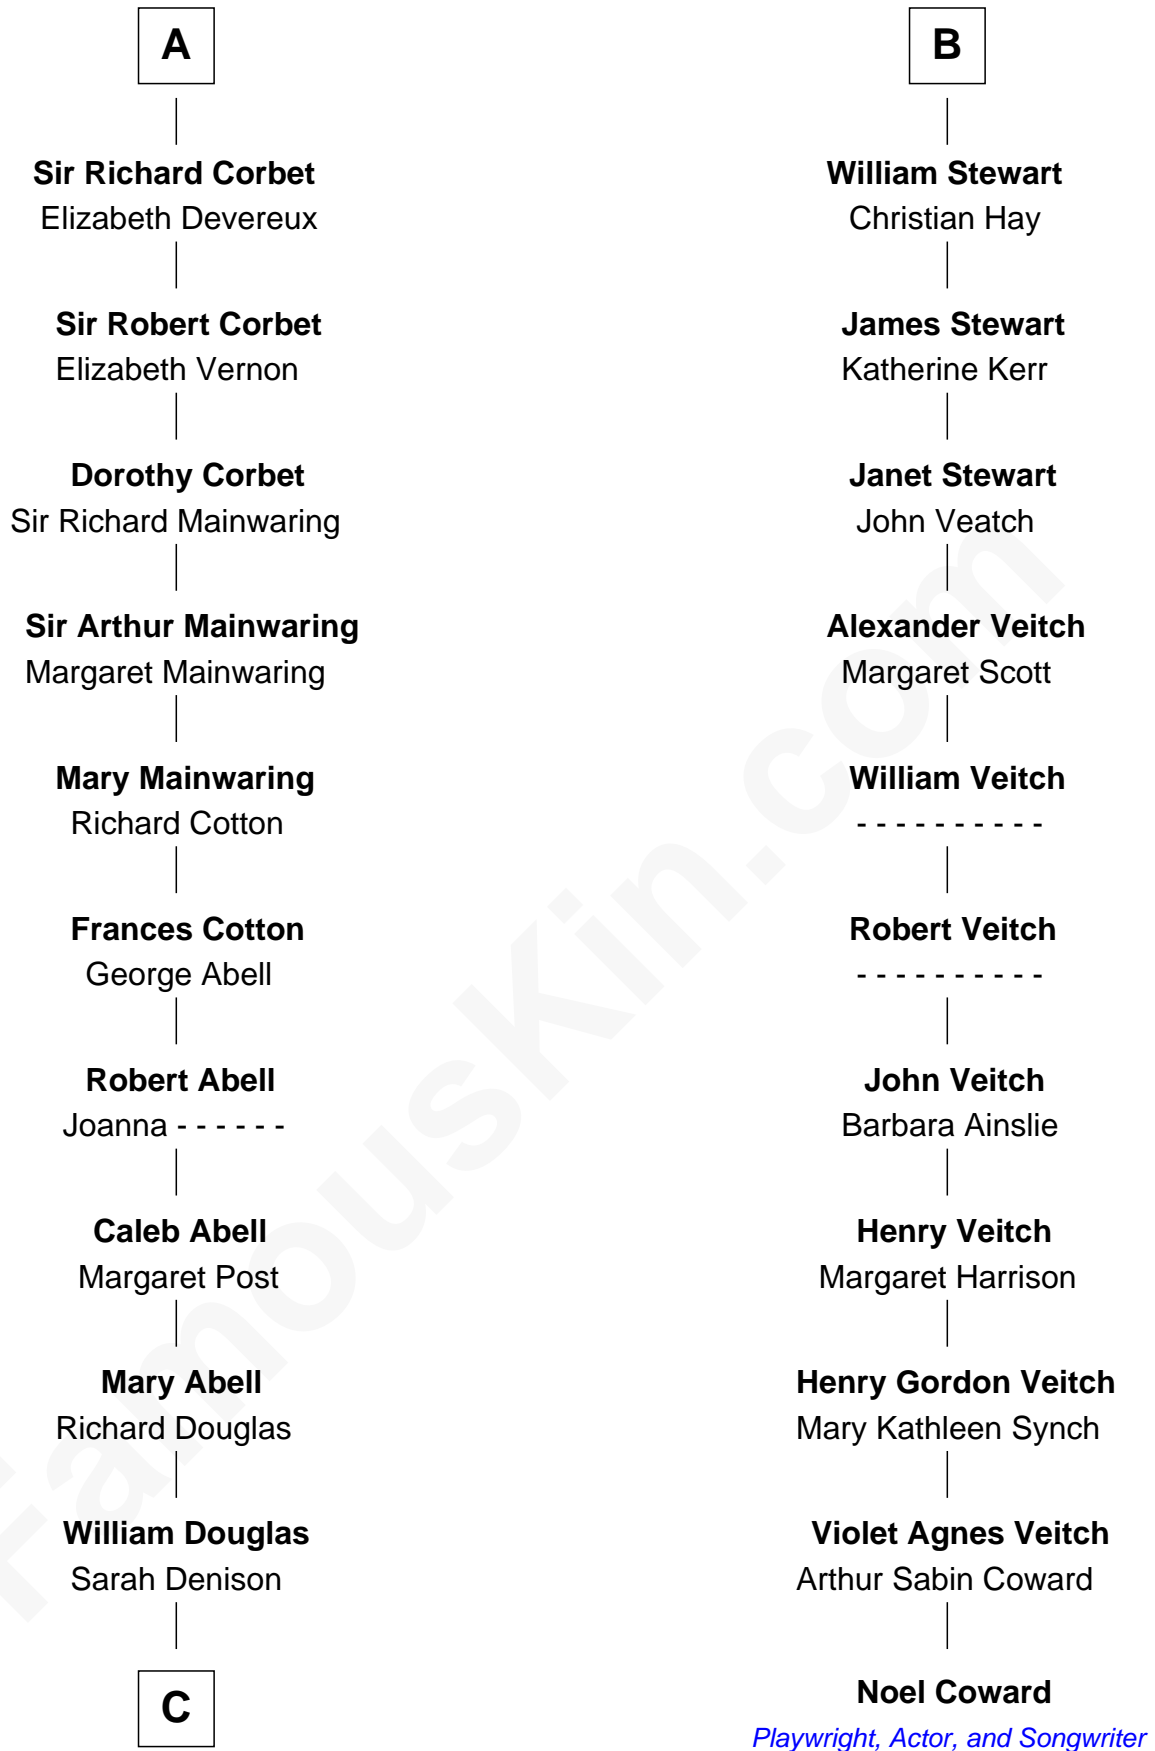 A
Sir Richard Corbet
Elizabeth Devereux
Sir Robert Corbet
Elizabeth Vernon
Dorothy Corbet
Sir Richard Mainwaring
Sir Arthur Mainwaring
Margaret Mainwaring
Mary Mainwaring
Richard Cotton
Frances Cotton
George Abell
Robert Abell
Joanna - - - - - -
Caleb Abell
Margaret Post
Mary Abell
Richard Douglas
William Douglas
Sarah Denison
C
B
William Stewart
Christian Hay
James Stewart
Katherine Kerr
Janet Stewart
John Veatch
Alexander Veitch
Margaret Scott
William Veitch
- - - - - - - - - -
Robert Veitch
- - - - - - - - - -
John Veitch
Barbara Ainslie
Henry Veitch
Margaret Harrison
Henry Gordon Veitch
Mary Kathleen Synch
Violet Agnes Veitch
Arthur Sabin Coward
Noel Coward
Playwright, Actor, and Songwriter
FamousKin.com